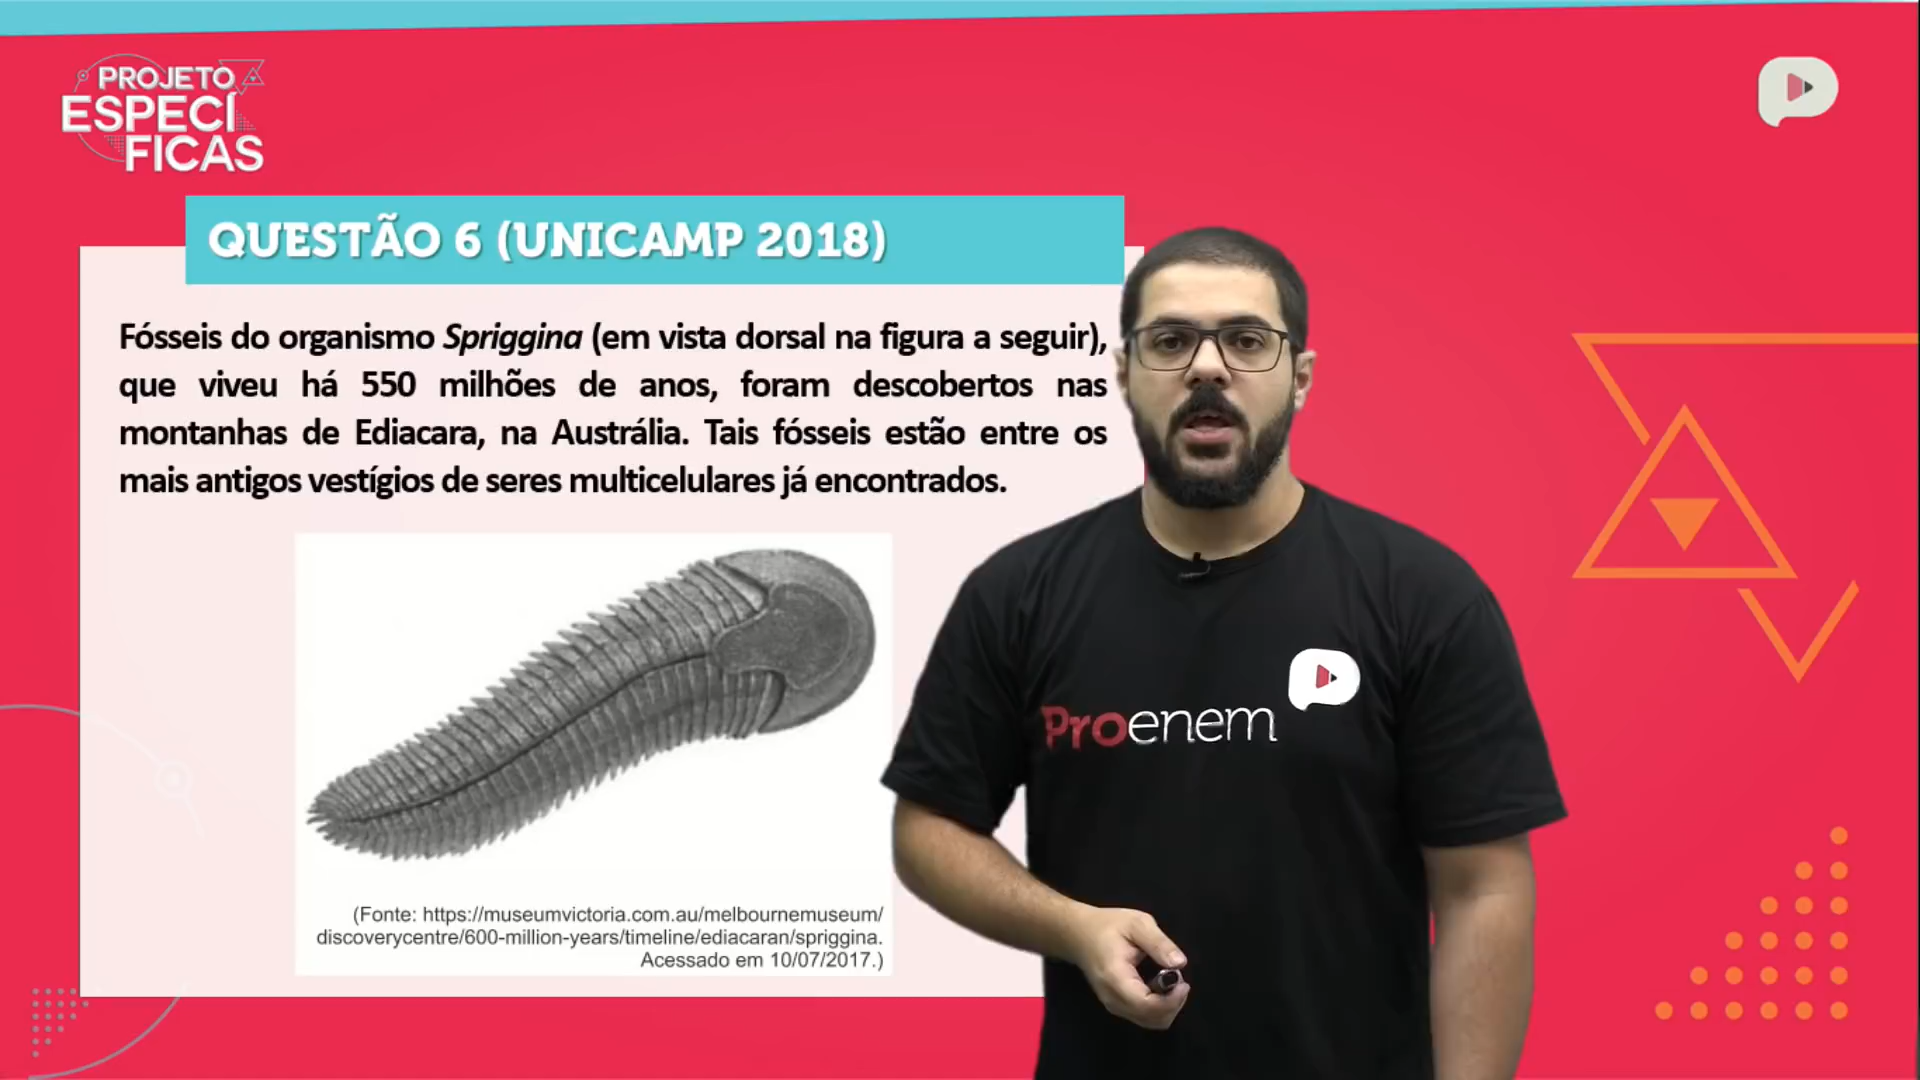 PROJETO
ESPECÍ
FICAS
QUESTÃO 6 (UNICAMP 2018)
Fósseis do organismo Spriggina (em vista dorsal na figura a seguir),
que viveu há 550 milhões de anos, foram descobertos nas
montanhas de Ediacara, na Austrália. Tais fósseis estão entre os
mais antigos vestígios de seres multicelulares já encontrados.
(Fonte: https://museumvictoria.com.au/melbournemuseum/
discoverycentre/600-million-years/timeline/ediacaran/spriggina.
Acessado em 10/07/2017.)
Proenem